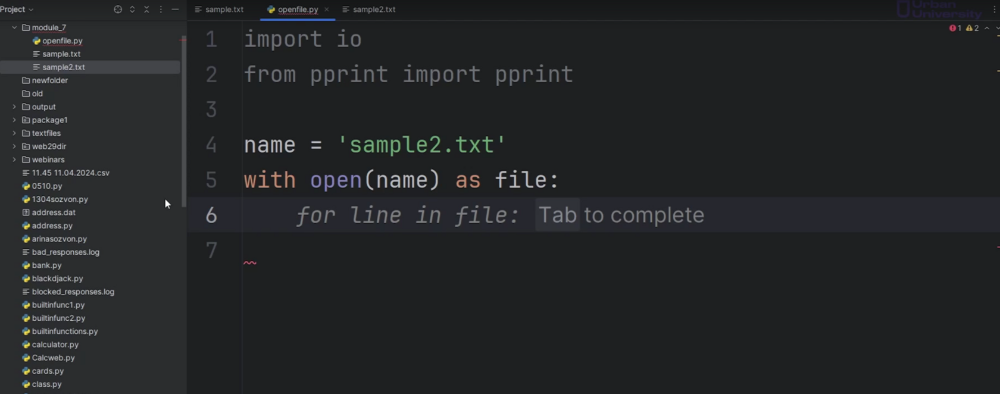 Project
sample.txt
openfile.py
sample2.txt
Urban
University
module_7
openfile.py
sample.txt
sample2.txt
newfolder
old
output
package1
textfiles
web29dir
webinars
11.45 11.04.2024.csv
0510.py
1304sozvon.py
address.dat
address.py
arinasozvon.py
bad_responses.log
bank.py
blackdjack.py
blocked_responses.log
builtinfunc1.py
builtinfunc2.py
builtinfunctions.py
calculator.py
Calcweb.py
cards.py
class.py
1 2
1 import io
2 from pprint import pprint
3
4 name = 'sample2.txt'
5 with open(name) as file:
6 for line in file: Tab to complete
7